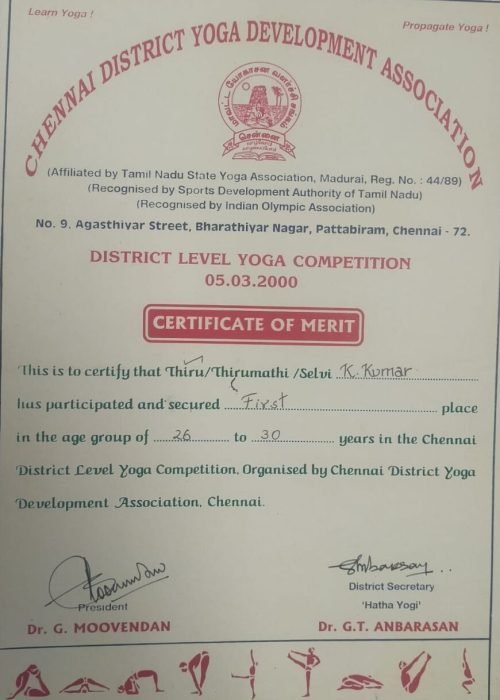 Learn Yoga !
Propagate Yoga !
CHENNAI DISTRICT YOGA DEVELOPMENT ASSOCIATION
மாவட்ட யோகாசன வளர்ச்சி சங்கம்
சென்னை
(Affiliated by Tamil Nadu State Yoga Association, Madurai, Reg. No. : 44/89)
(Recognised by Sports Development Authority of Tamil Nadu)
(Recognised by Indian Olympic Association)
No. 9, Agasthiyar Street, Bharathiyar Nagar, Pattabiram, Chennai - 72.
DISTRICT LEVEL YOGA COMPETITION
05.03.2000
CERTIFICATE OF MERIT
This is to certify that Thiru/Thirumathi /Selvi K. Kumar
has participated and secured First place
in the age group of 26 to 30 years in the Chennai
District Level Yoga Competition, Organised by Chennai District Yoga
Development Association, Chennai.
President
Dr. G. MOOVENDAN
District Secretary
'Hatha Yogi'
Dr. G.T. ANBARASAN